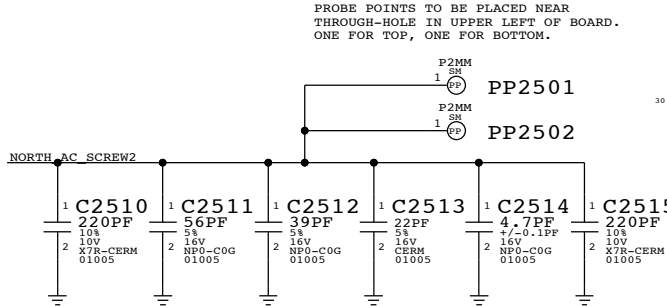 PROBE POINTS TO BE PLACED NEAR
THROUGH-HOLE IN UPPER LEFT OF BOARD.
ONE FOR TOP, ONE FOR BOTTOM.
P2MM
SM
1
PP
PP2501
P2MM
SM
1
PP
PP2502
30
NORTH_AC_SCREW2
1
C2510
220PF
10%
10V
2
X7R-CERM
01005
1
C2511
56PF
5%
16V
2
NP0-C0G
01005
1
C2512
39PF
5%
16V
2
NP0-C0G
01005
1
C2513
22PF
5%
16V
2
CERM
01005
1
C2514
4.7PF
+/-0.1PF
16V
2
NP0-C0G
01005
1
C2515
220PF
10%
10V
2
X7R-CERM
01005